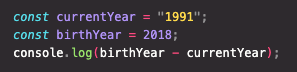 const currentYear = "1991";
const birthYear = 2018;
console.log(birthYear - currentYear);